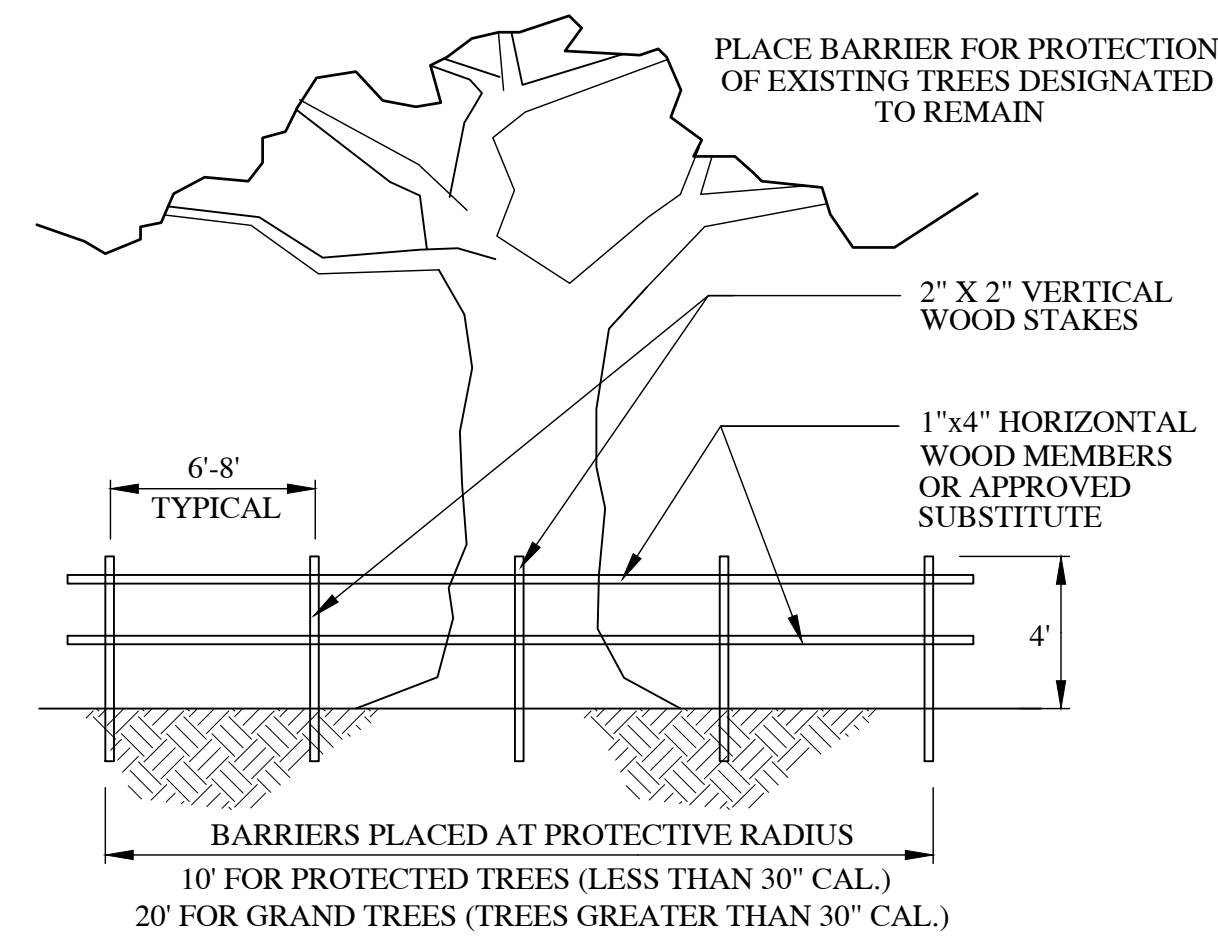 PLACE BARRIER FOR PROTECTION
OF EXISTING TREES DESIGNATED
TO REMAIN
2" X 2" VERTICAL
WOOD STAKES
1"x4" HORIZONTAL
WOOD MEMBERS
OR APPROVED
SUBSTITUTE
6'-8'
TYPICAL
4'
BARRIERS PLACED AT PROTECTIVE RADIUS
10' FOR PROTECTED TREES (LESS THAN 30" CAL.)
20' FOR GRAND TREES (TREES GREATER THAN 30" CAL.)